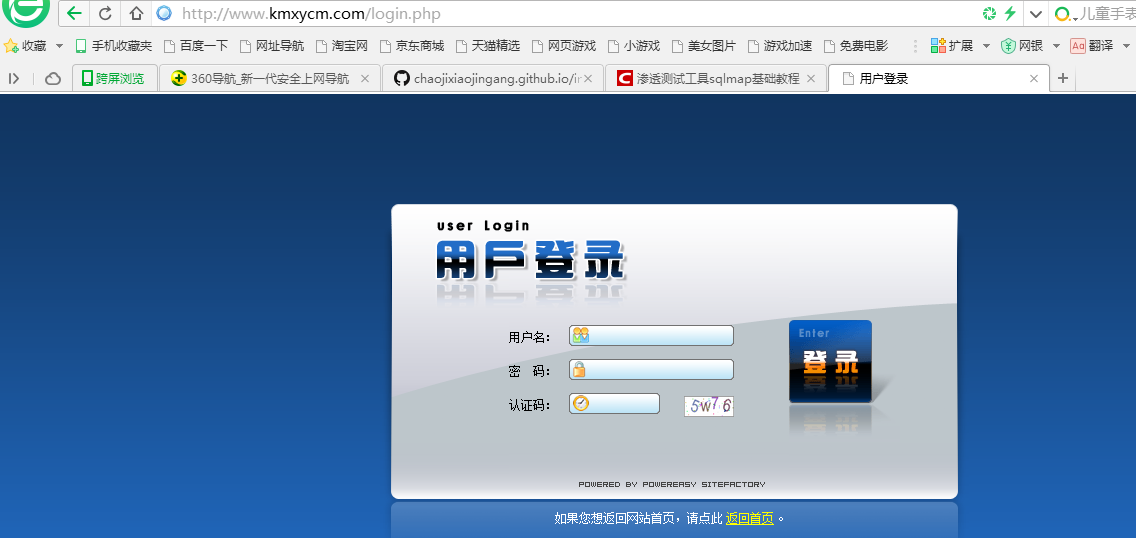 http://www.kmxycm.com/login.php 儿童手表
收藏 手机收藏夹 百度一下 网址导航 淘宝网 京东商城 天猫精选 网页游戏 小游戏 美女图片 游戏加速 免费电影 扩展 网银 Aa 翻译
跨屏浏览 360导航_新一代安全上网导航 chaojixiaojingang.github.io/ir 渗透测试工具sqlmap基础教程 用户登录
user Login
用戶登录
用户名：
Enter
登录
密 码：
认证码： 5w76
POWERED BY POWEREASY SITEFACTORY
如果您想返回网站首页，请点此 返回首页 。